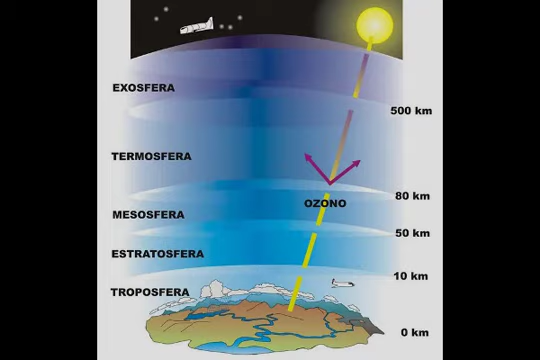 EXOSFERA
500 km
TERMOSFERA
80 km
OZONO
MESOSFERA
50 km
ESTRATOSFERA
10 km
TROPOSFERA
0 km